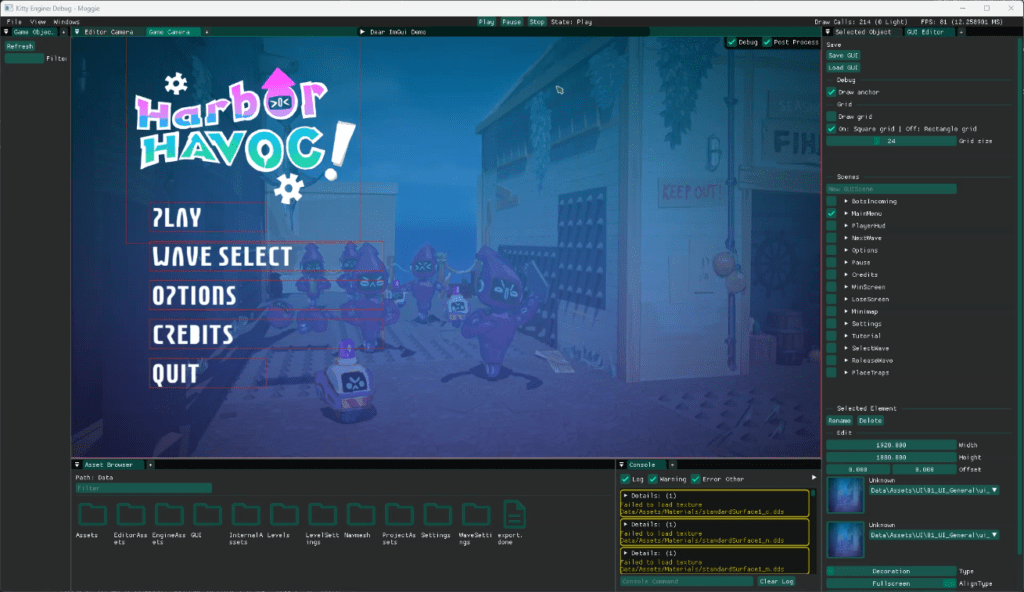 Kitty Engine: Debug - Maggie
File View Windows
Play Pause Stop State: Play
Draw Calls: 214 (0 Light) FPS: 81 (12.258901 MS)
Game Objec..
Editor Camera Game Camera
Dear ImGui Demo
Selected Object GUI Editor
Refresh
Filter
Debug Post Process
Harbor
HAVOC!
PLAY
WAVE SELECT
OPTIONS
CREDITS
QUIT
KEEP OUT!
Save
Save GUI
Load GUI
Debug
Draw anchor
Grid
Draw grid
On: Square grid | Off: Rectangle grid
24 Grid size
Scenes
New GUIScene
BotsIncoming
MainMenu
PlayerHud
NextWave
Options
Pause
Credits
WinScreen
LoseScreen
Minimap
Settings
Tutorial
SelectWave
ReleaseWave
PlaceTraps
Selected Element
Rename Delete
Edit
1920.000 Width
1080.000 Height
0.000 0.000 Offset
Unknown
Data\Assets\UI\01_UI_General\ui_
Unknown
Data\Assets\UI\01_UI_General\ui_
Decoration Type
Fullscreen AlignType
Asset Browser
Path: Data
Filter
Assets
EditorAssets
EngineAssets
GUI
InternalAssets
Levels
LevelSettings
Navmesh
ProjectAssets
Settings
WaveSettings
export.done
Console
Log Warning Error Other
Details: (1)
Failed to load texture
Data/Assets/Materials/standardSurface1_c.dds
Details: (1)
Failed to load texture
Data/Assets/Materials/standardSurface1_n.dds
Details: (1)
Failed to load texture
Data/Assets/Materials/standardSurface1_m.dds
Console Command
Clear Log